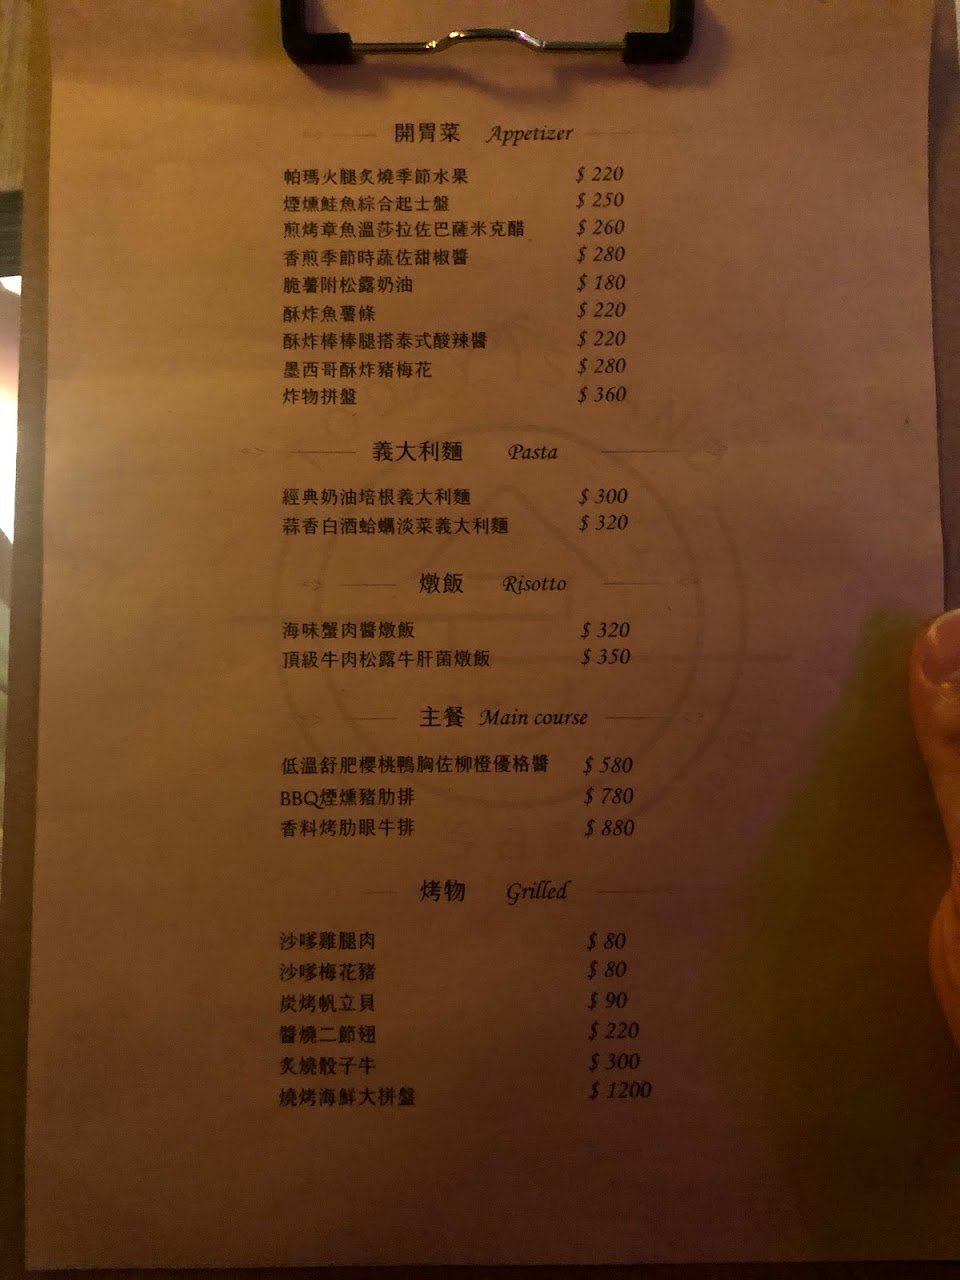 開胃菜 Appetizer
帕瑪火腿炙燒季節水果 $ 220
煙燻鮭魚綜合起士盤 $ 250
煎烤章魚溫莎拉佐巴薩米克醋 $ 260
香煎季節時蔬佐甜椒醬 $ 280
脆薯附松露奶油 $ 180
酥炸魚薯條 $ 220
酥炸棒棒腿搭泰式酸辣醬 $ 220
墨西哥酥炸豬梅花 $ 280
炸物拼盤 $ 360
義大利麵 Pasta
經典奶油培根義大利麵 $ 300
蒜香白酒蛤蠣淡菜義大利麵 $ 320
燉飯 Risotto
海味蟹肉醬燉飯 $ 320
頂級牛肉松露牛肝菌燉飯 $ 350
主餐 Main course
低溫舒肥櫻桃鴨胸佐柳橙優格醬 $ 580
BBQ煙燻豬肋排 $ 780
香料烤肋眼牛排 $ 880
烤物 Grilled
沙嗲雞腿肉 $ 80
沙嗲梅花豬 $ 80
炭烤帆立貝 $ 90
醬燒二節翅 $ 220
炙燒骰子牛 $ 300
燒烤海鮮大拼盤 $ 1200